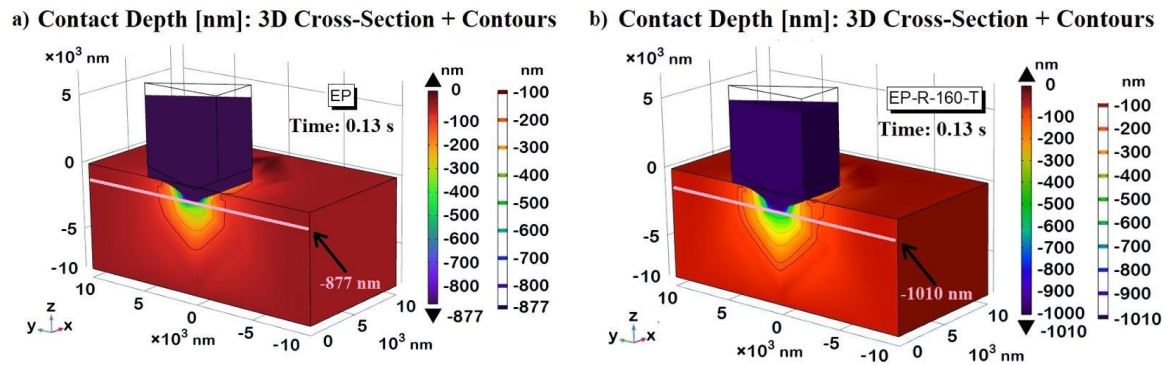 a) Contact Depth [nm]: 3D Cross-Section + Contours
×10³ nm
EP
Time: 0.13 s
5
0
-5
-10
10
5
0
-5
-10
×10³ nm
0
5
10
10³ nm
z
y
x
-877 nm
nm
0
-100
-200
-300
-400
-500
-600
-700
-800
-877
nm
-100
-200
-300
-400
-500
-600
-700
-800
-877
b) Contact Depth [nm]: 3D Cross-Section + Contours
×10³ nm
EP-R-160-T
Time: 0.13 s
5
0
-5
-10
10
5
0
-5
-10
×10³ nm
0
5
10
10³ nm
z
y
x
-1010 nm
nm
0
-100
-200
-300
-400
-500
-600
-700
-800
-900
-1000
-1010
nm
-100
-200
-300
-400
-500
-600
-700
-800
-900
-1010